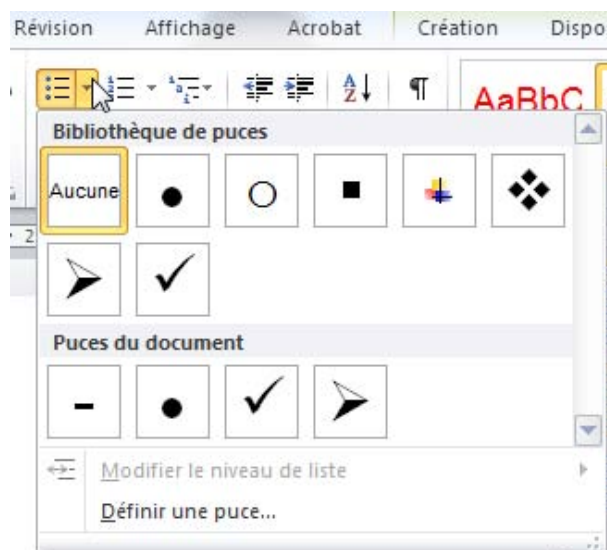 Révision Affichage Acrobat Création Dispo
AaBbC
Bibliothèque de puces
Aucune
2
Puces du document
Modifier le niveau de liste
Définir une puce...